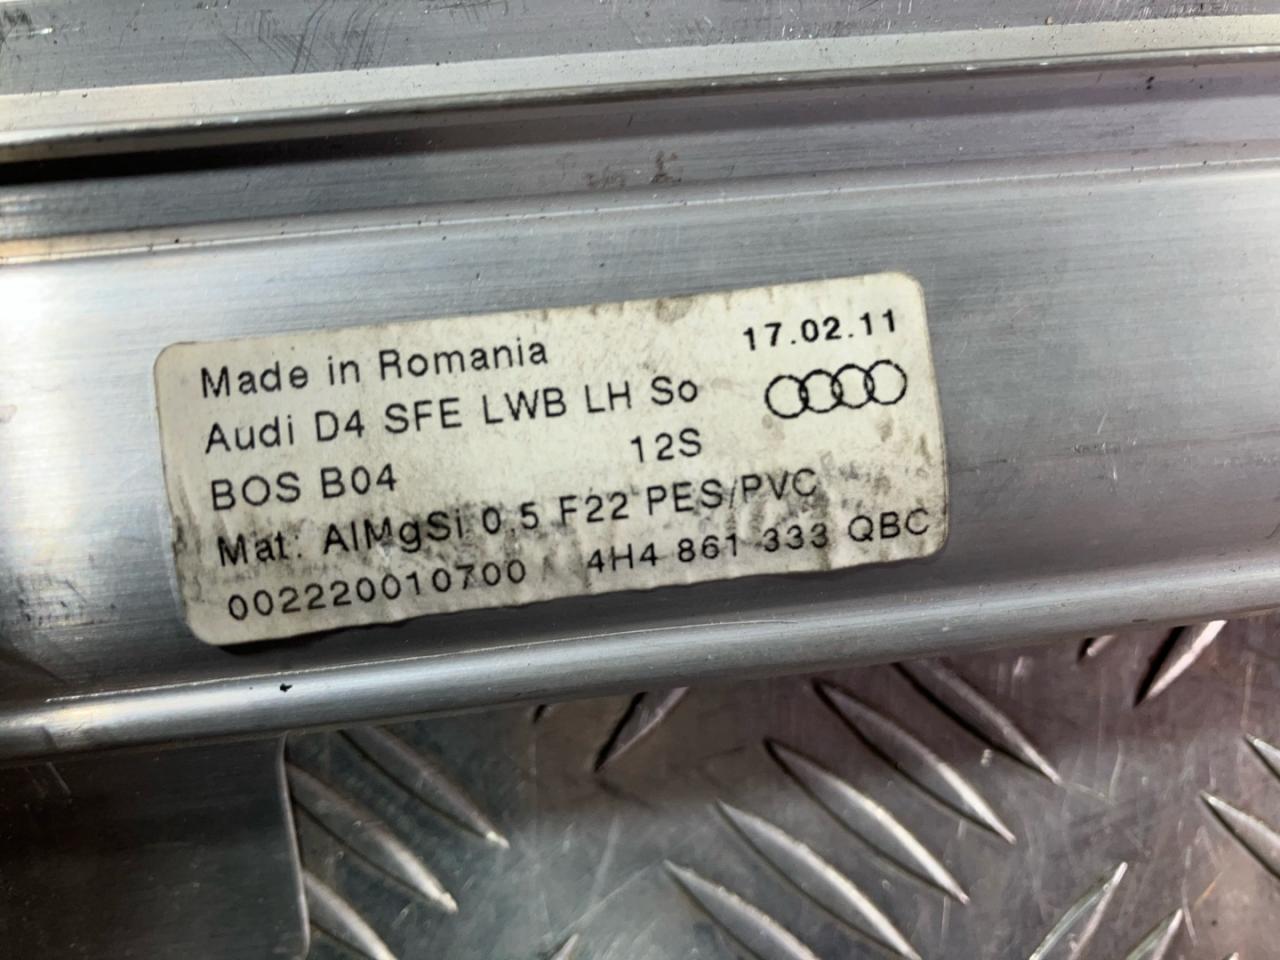 Made in Romania 17.02.11
Audi D4 SFE LWB LH So
BOS B04 12S
Mat: AlMgSi 0.5 F22 PES/PVC
002220010700 4H4 861 333 QBC